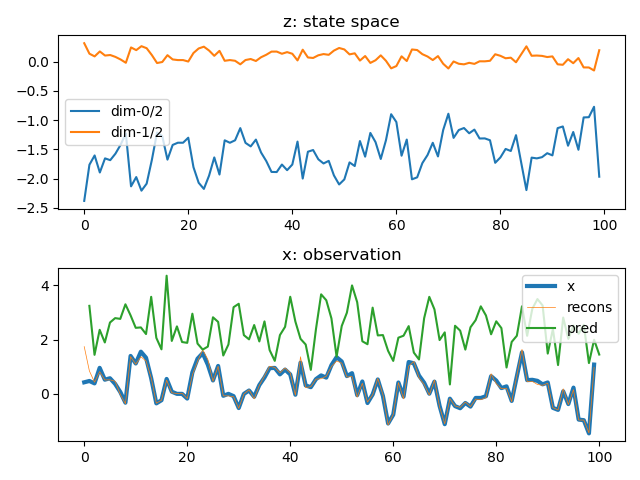 z: state space
0.0
−0.5
−1.0
−1.5
−2.0
−2.5
dim-0/2
dim-1/2
0 20 40 60 80 100
x: observation
4
2
0
x
recons
pred
0 20 40 60 80 100